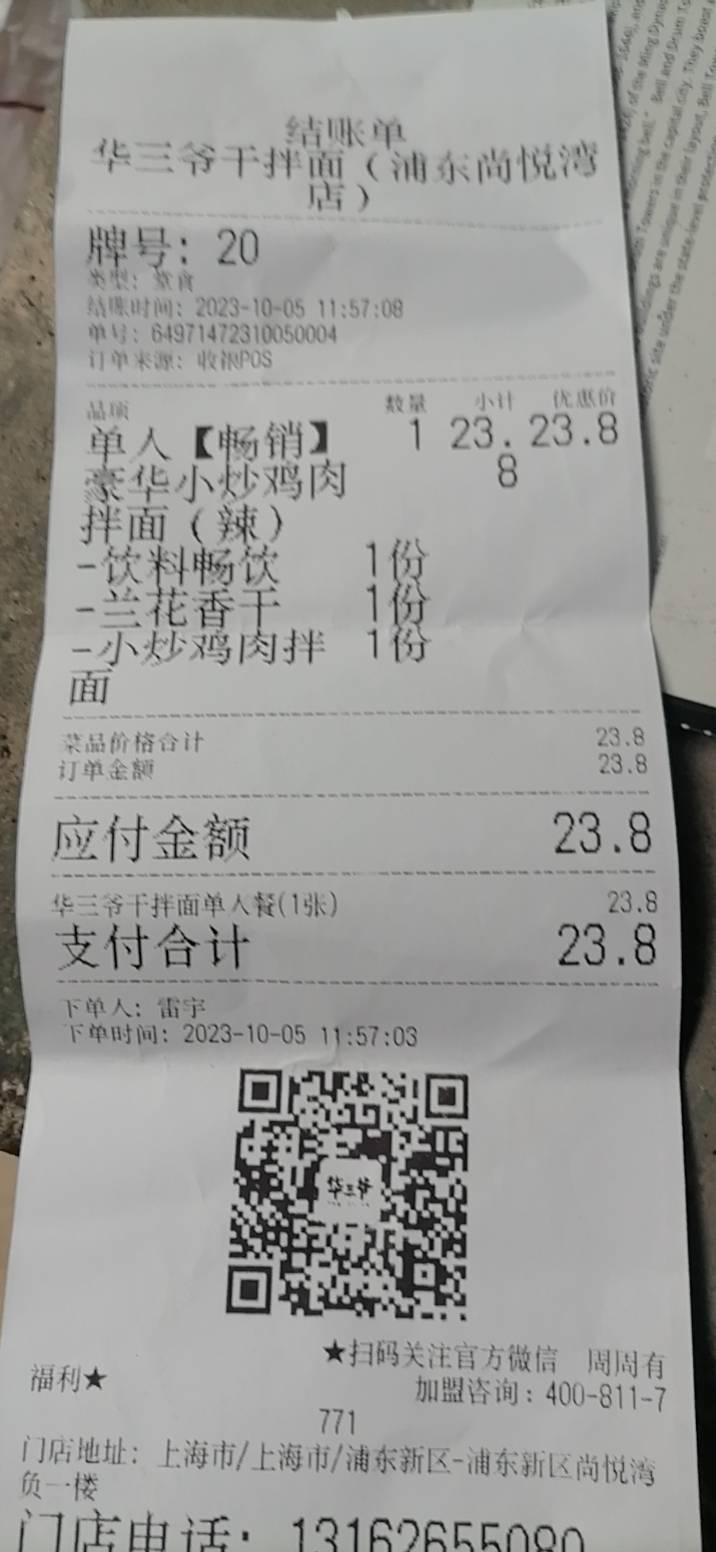 结账单
华三爷干拌面（浦东尚悦湾
店）
牌号：20
类型：堂食
结账时间：2023-10-05 11:57:08
单号：64971472310050004
订单来源：收银POS
品项 数量 小计 优惠价
单人【畅销】 1 23. 23.8
豪华小炒鸡肉 8
拌面（辣）
-饮料畅饮 1份
-兰花香干 1份
-小炒鸡肉拌 1份
面
菜品价格合计 23.8
订单金额 23.8
应付金额 23.8
华三爷干拌面单人餐(1张) 23.8
支付合计 23.8
下单人：雷宇
下单时间：2023-10-05 11:57:03
华三爷
★扫码关注官方微信 周周有
福利★
加盟咨询：400-811-7
771
门店地址：上海市/上海市/浦东新区-浦东新区尚悦湾
负一楼
门店电话：13162655080